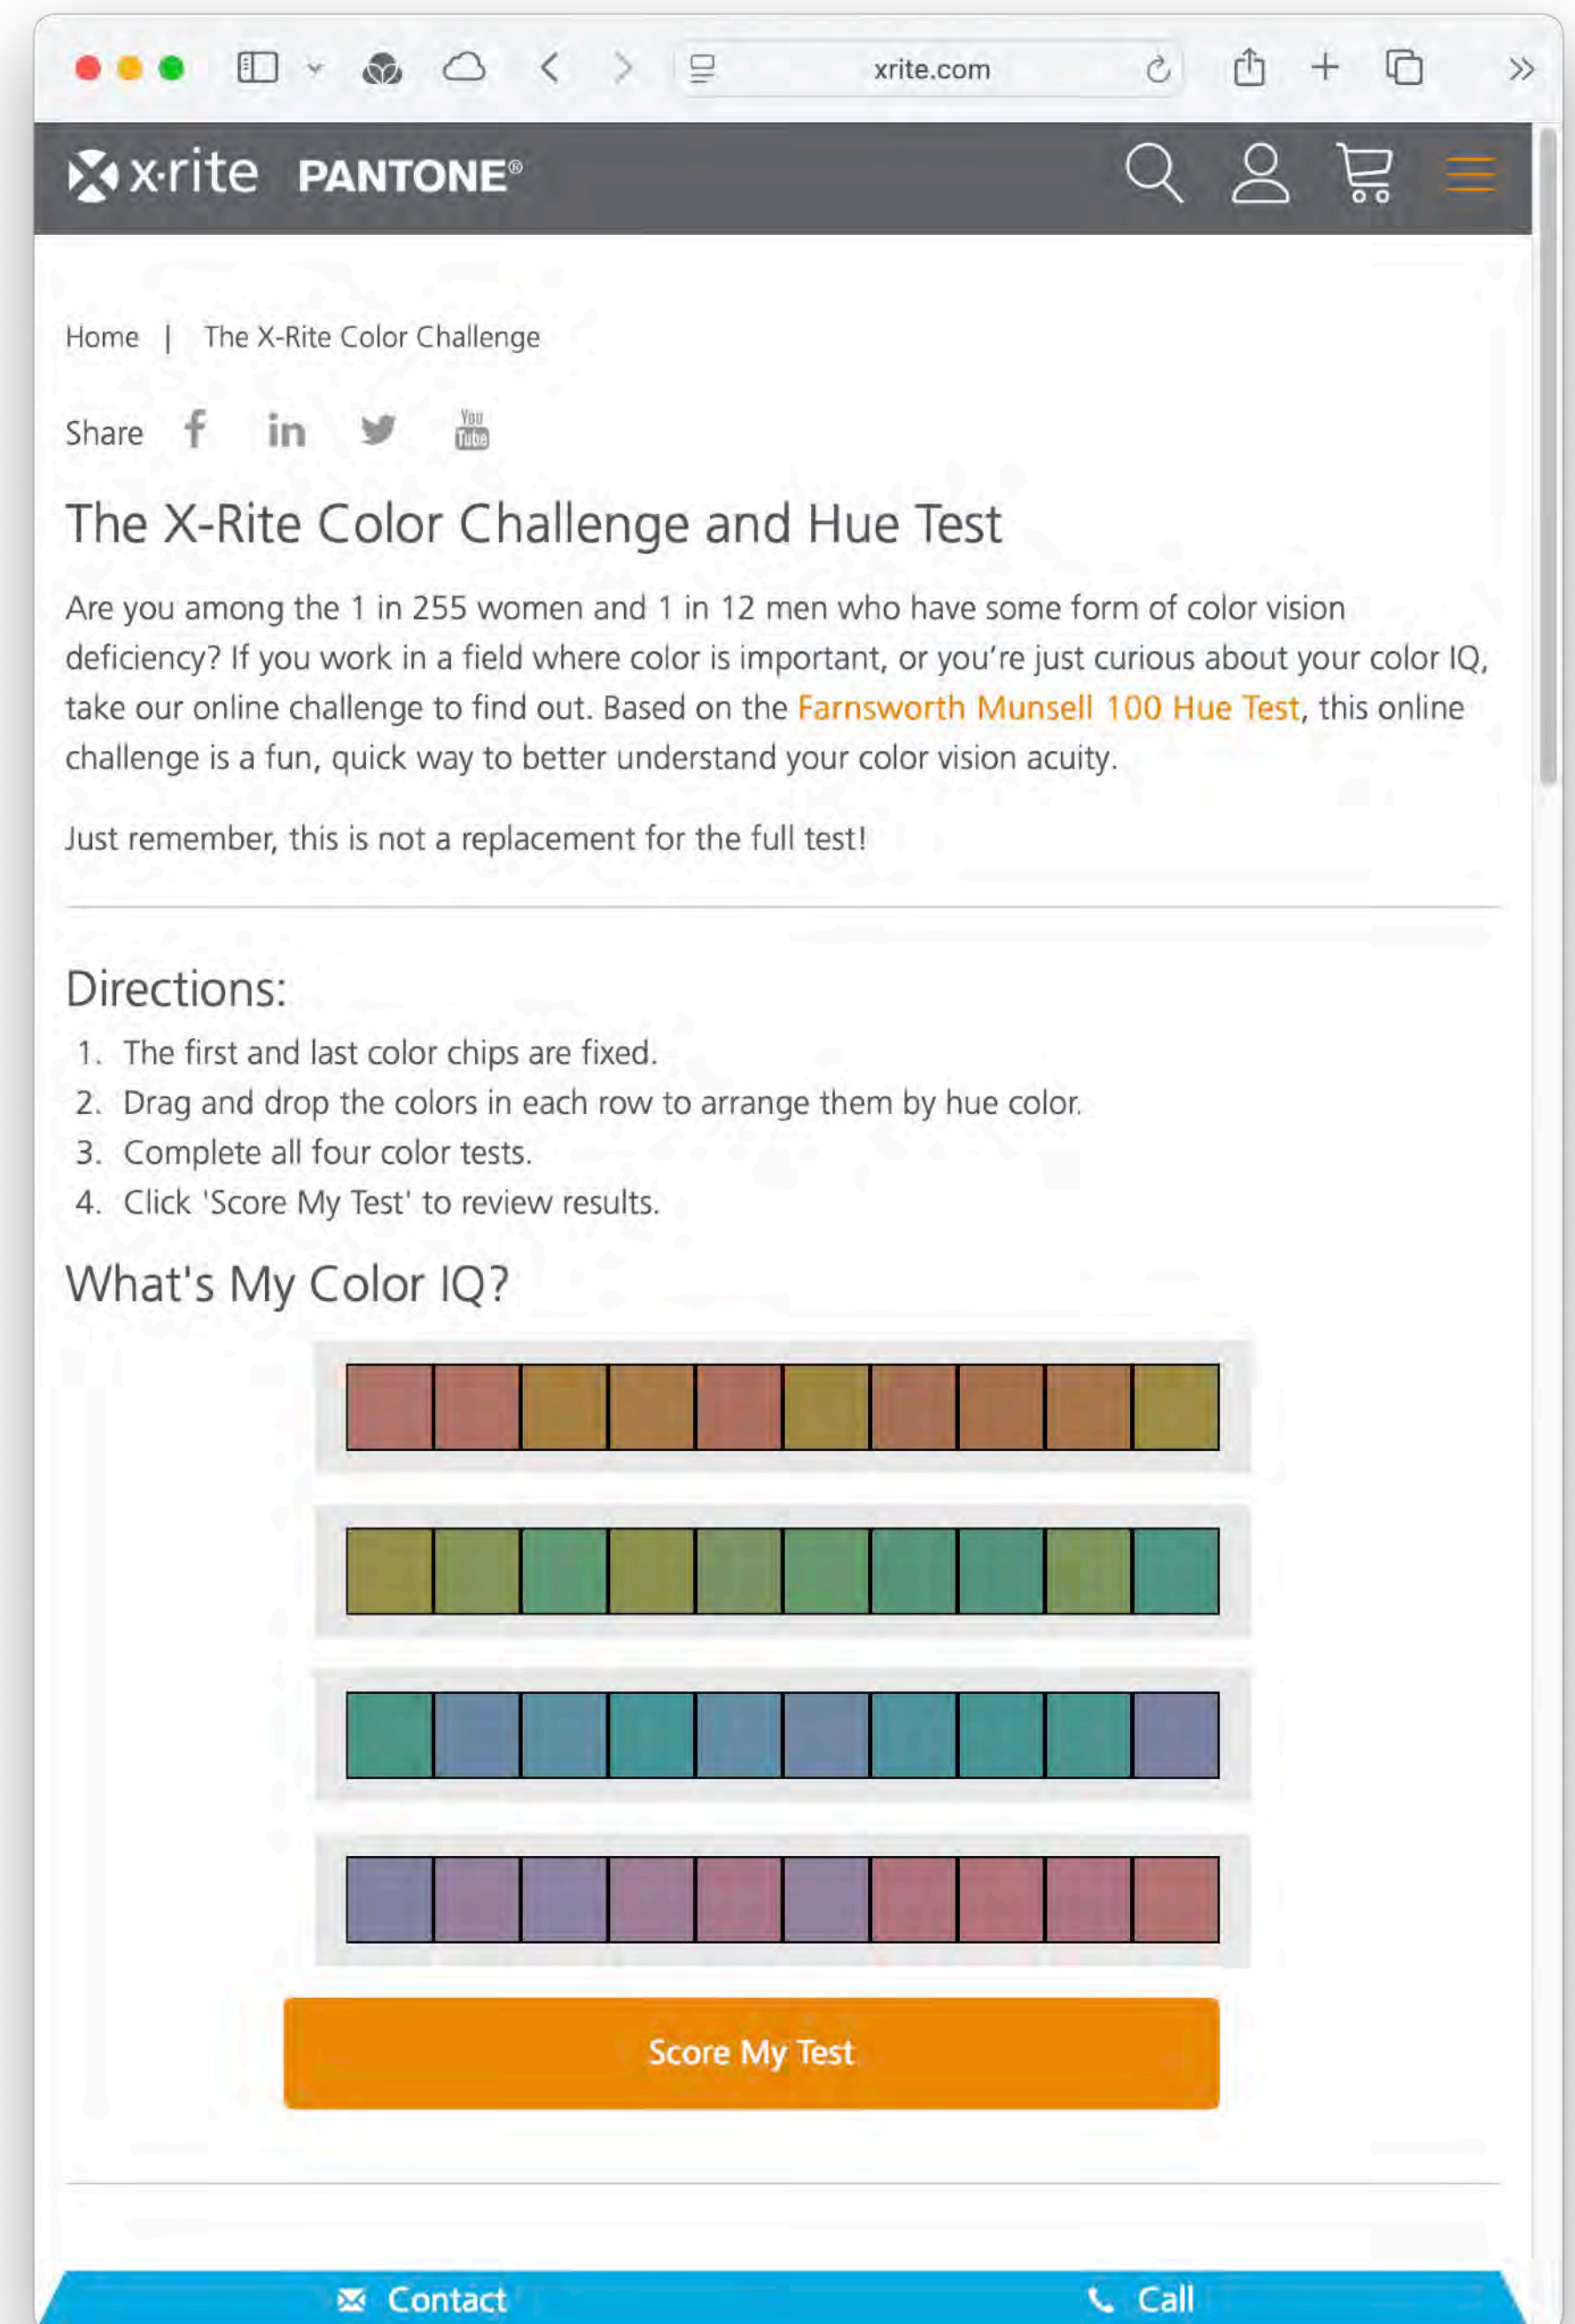 xrite.com
x·rite PANTONE®
Home | The X-Rite Color Challenge
Share f in You Tube
The X-Rite Color Challenge and Hue Test
Are you among the 1 in 255 women and 1 in 12 men who have some form of color vision
deficiency? If you work in a field where color is important, or you're just curious about your color IQ,
take our online challenge to find out. Based on the Farnsworth Munsell 100 Hue Test, this online
challenge is a fun, quick way to better understand your color vision acuity.
Just remember, this is not a replacement for the full test!
Directions:
1. The first and last color chips are fixed.
2. Drag and drop the colors in each row to arrange them by hue color.
3. Complete all four color tests.
4. Click 'Score My Test' to review results.
What's My Color IQ?
Score My Test
Contact Call